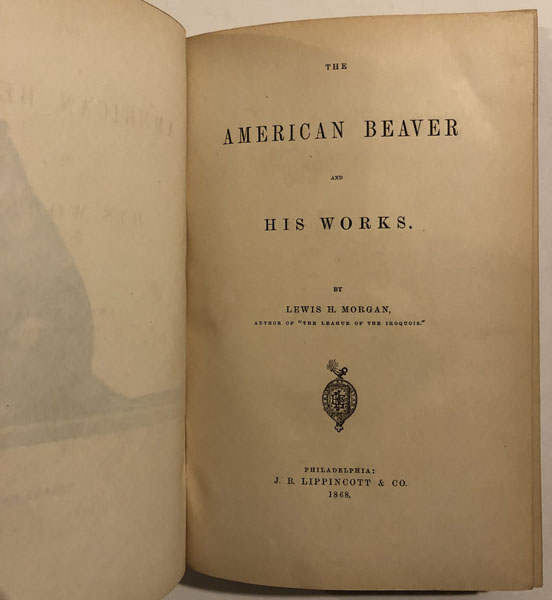 THE
AMERICAN BEAVER
AND
HIS WORKS.
BY
LEWIS H. MORGAN,
AUTHOR OF "THE LEAGUE OF THE IROQUOIS."
PHILADELPHIA:
J. B. LIPPINCOTT & CO.
1868.